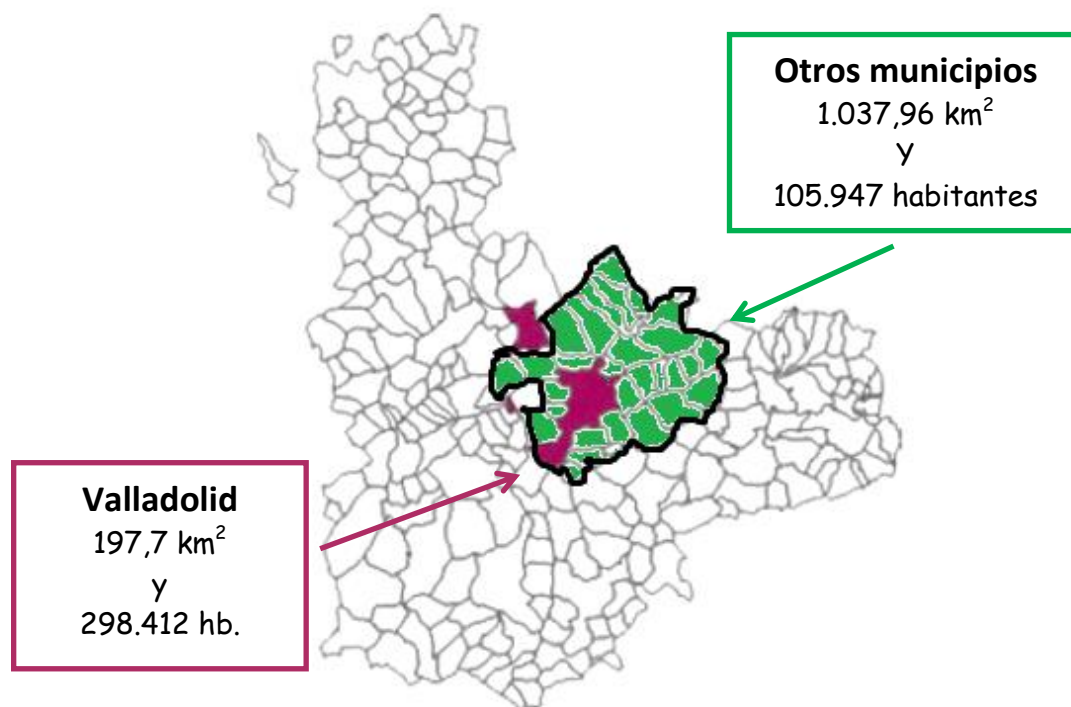 Otros municipios
1.037,96 km²
Y
105.947 habitantes
Valladolid
197,7 km²
y
298.412 hb.